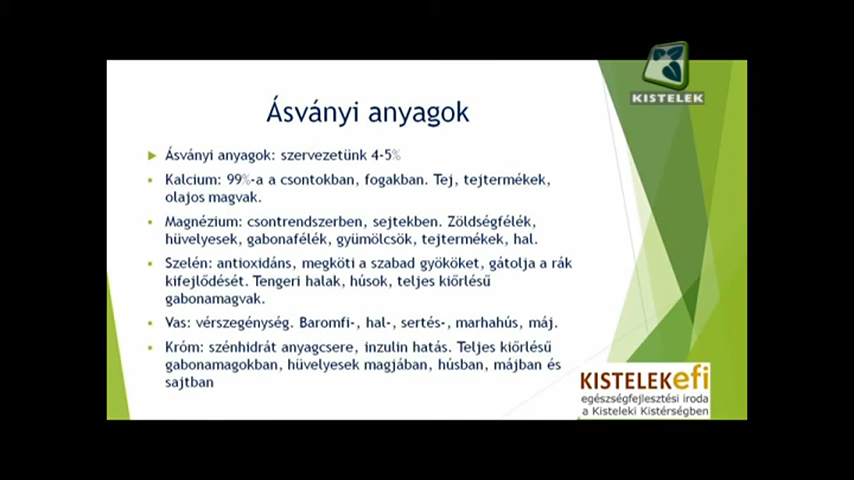 KISTELEK
Ásványi anyagok
Ásványi anyagok: szervezetünk 4-5%
Kalcium: 99%-a a csontokban, fogakban. Tej, tejtermékek,
olajos magvak.
Magnézium: csontrendszerben, sejtekben. Zöldségfélék,
hüvelyesek, gabonafélék, gyümölcsök, tejtermékek, hal.
Szelén: antioxidáns, megköti a szabad gyököket, gátolja a rák
kifejlődését. Tengeri halak, húsok, teljes kiőrlésű
gabonamagvak.
Vas: vérszegénység. Baromfi-, hal-, sertés-, marhahús, máj.
Króm: szénhidrát anyagcsere, inzulin hatás. Teljes kiőrlésű
gabonamagokban, hüvelyesek magjában, húsban, májban és
sajtban
KISTELEKefi
egészségfejlesztési iroda
a Kisteleki Kistérségben